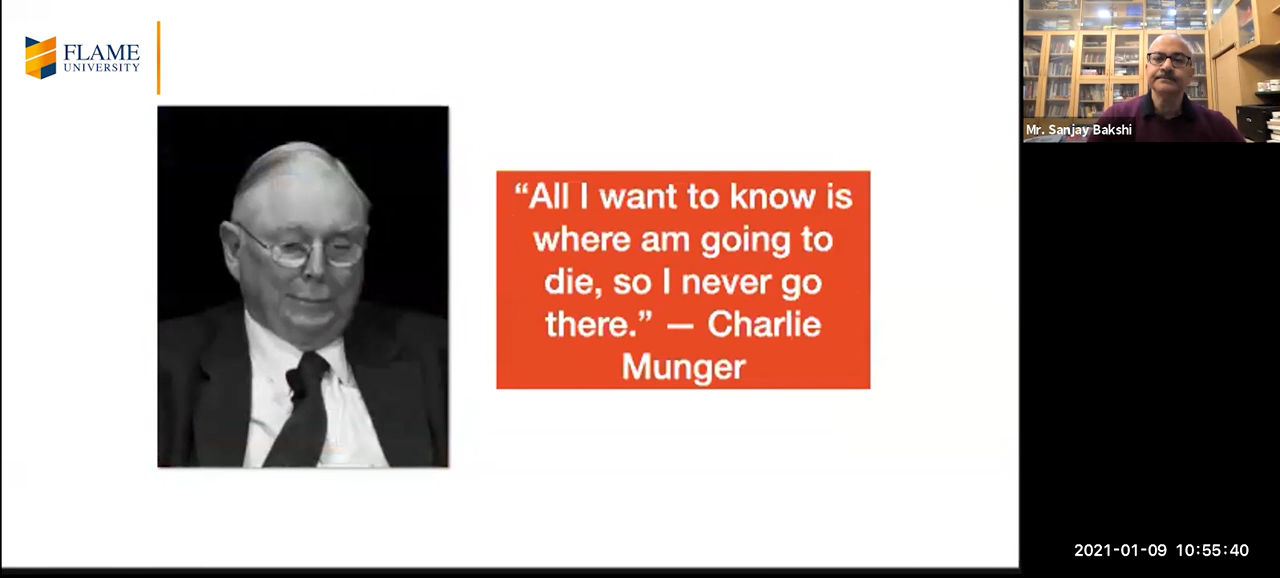 FLAME
UNIVERSITY
“All I want to know is
where am going to
die, so I never go
there.” — Charlie
Munger
Mr. Sanjay Bakshi
2021-01-09 10:55:40